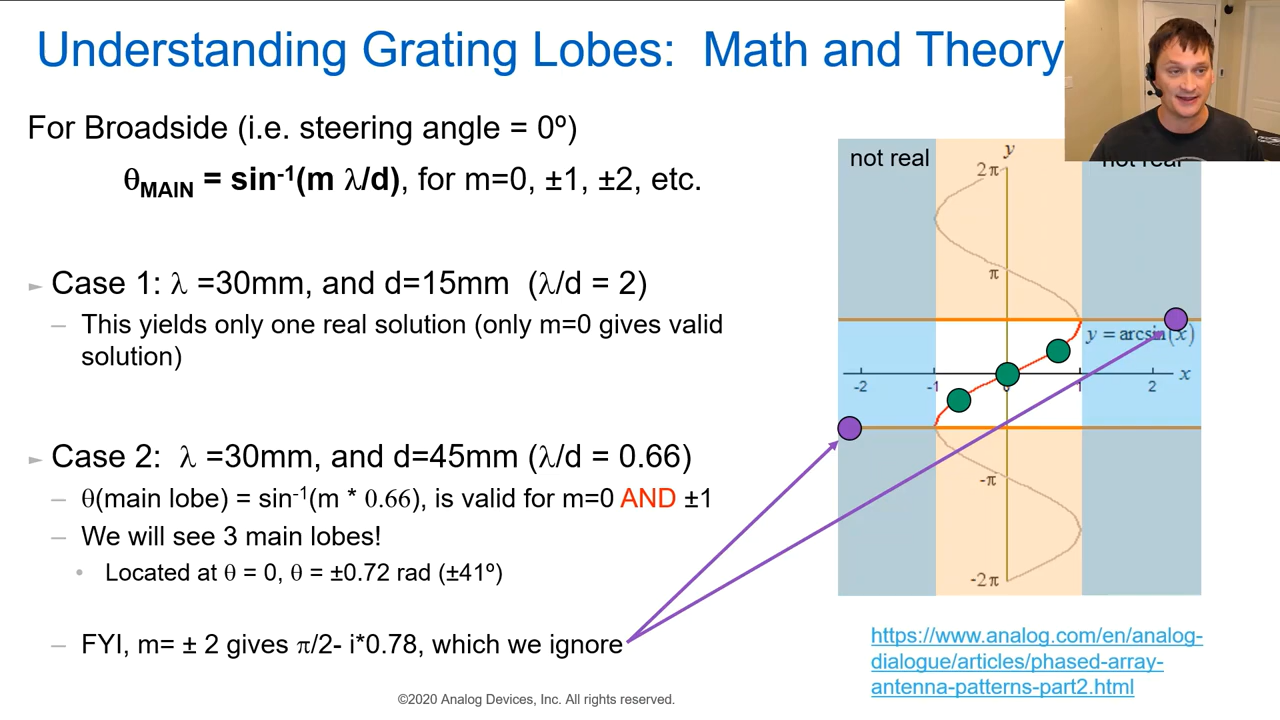 Understanding Grating Lobes: Math and Theory
For Broadside (i.e. steering angle = 0º)
θMAIN = sin-1(m λ/d), for m=0, ±1, ±2, etc.
► Case 1: λ =30mm, and d=15mm (λ/d = 2)
– This yields only one real solution (only m=0 gives valid
solution)
► Case 2: λ =30mm, and d=45mm (λ/d = 0.66)
– θ(main lobe) = sin-1(m * 0.66), is valid for m=0 AND ±1
– We will see 3 main lobes!
• Located at θ = 0, θ = ±0.72 rad (±41º)
– FYI, m= ± 2 gives π/2- i*0.78, which we ignore
not real
not real
y
2π
π
y = arcsin(x)
-2
-1
1
2
x
-π
-2π
https://www.analog.com/en/analog-
dialogue/articles/phased-array-
antenna-patterns-part2.html
©2020 Analog Devices, Inc. All rights reserved.